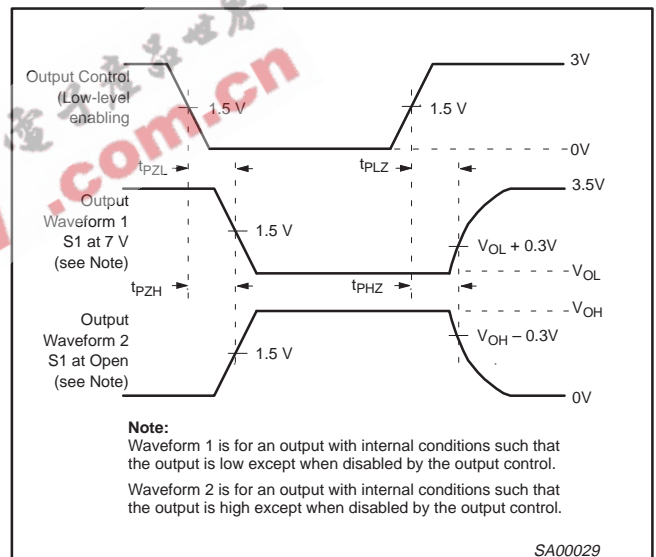 Output Control
(Low-level
enabling
1.5 V
1.5 V
3V
0V
tPZL
tPLZ
3.5V
Output
Waveform 1
S1 at 7 V
(see Note)
1.5 V
VOL + 0.3V
VOL
tPZH
tPHZ
VOH
Output
Waveform 2
S1 at Open
(see Note)
1.5 V
VOH – 0.3V
0V
Note:
Waveform 1 is for an output with internal conditions such that
the output is low except when disabled by the output control.
Waveform 2 is for an output with internal conditions such that
the output is high except when disabled by the output control.
SA00029
.com.cn